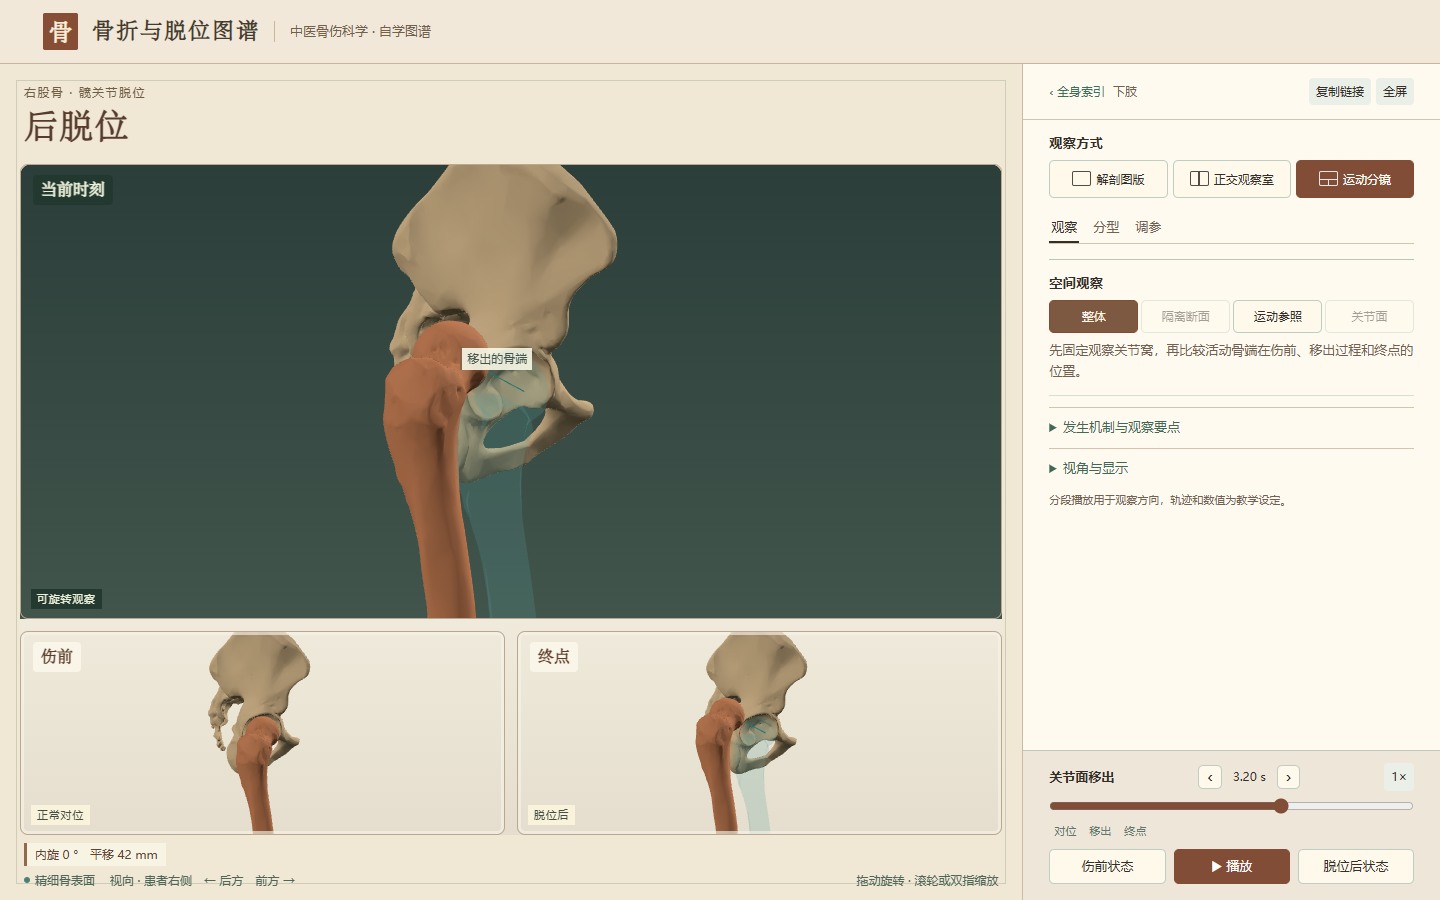 骨 骨折与脱位图谱 中医骨伤科学 · 自学图谱
右股骨 · 髋关节脱位
后脱位
当前时刻
移出的骨端
可旋转观察
伤前
正常对位
终点
脱位后
内旋 0 ° 平移 42 mm
精细骨表面 视向 · 患者右侧 ← 后方 前方 →
拖动旋转 · 滚轮或双指缩放
‹ 全身索引 下肢 复制链接 全屏
观察方式
解剖图版 正交观察室 运动分镜
观察 分型 调参
空间观察
整体 隔离断面 运动参照 关节面
先固定观察关节窝，再比较活动骨端在伤前、移出过程和终点的
位置。
▶ 发生机制与观察要点
▶ 视角与显示
分段播放用于观察方向，轨迹和数值为教学设定。
关节面移出 ‹ 3.20 s › 1×
对位 移出 终点
伤前状态 ▶ 播放 脱位后状态